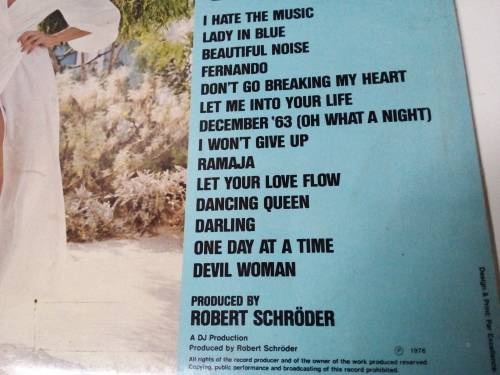 I HATE THE MUSIC
LADY IN BLUE
BEAUTIFUL NOISE
FERNANDO
DON'T GO BREAKING MY HEART
LET ME INTO YOUR LIFE
DECEMBER '63 (OH WHAT A NIGHT)
I WON'T GIVE UP
RAMAJA
LET YOUR LOVE FLOW
DANCING QUEEN
DARLING
ONE DAY AT A TIME
DEVIL WOMAN
PRODUCED BY
ROBERT SCHRÖDER
A DJ Production
Produced by Robert Schröder
℗ 1976
All rights of the record producer and of the owner of the work produced reserved.
Copying, public performance and broadcasting of this record prohibited.
Design & Print: Par